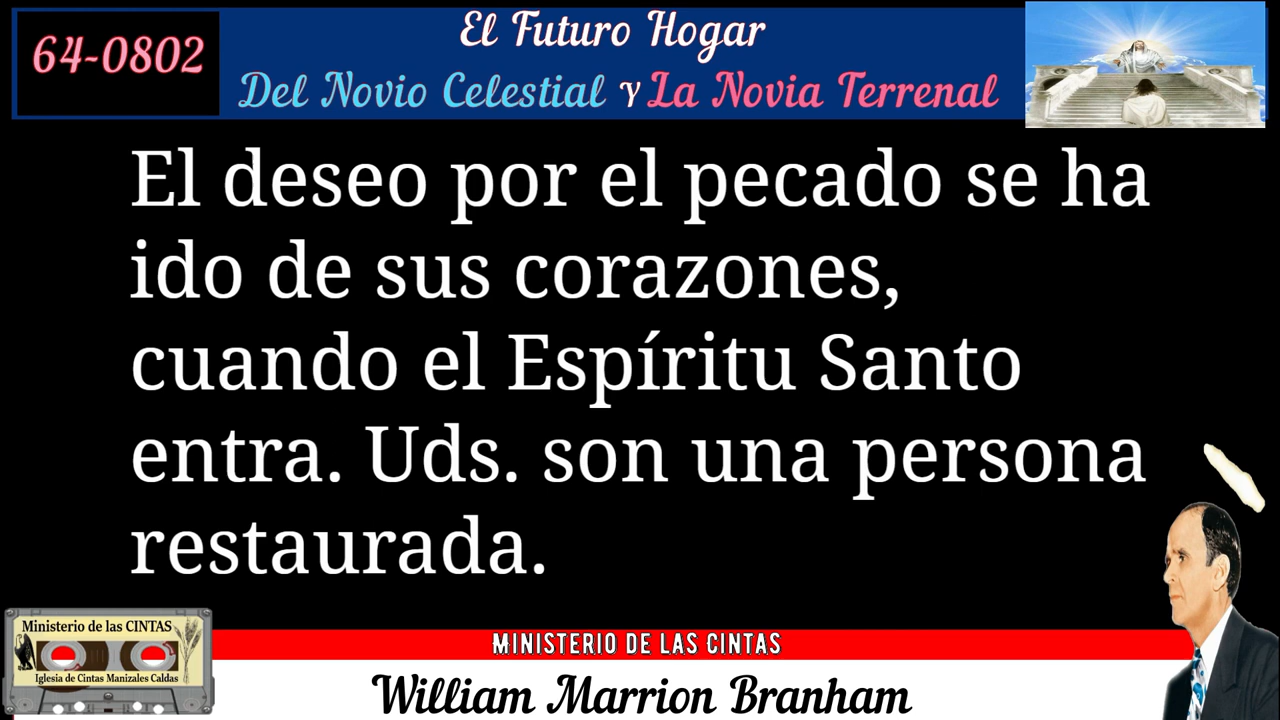 64-0802
El Futuro Hogar
Del Novio Celestial y La Novia Terrenal
El deseo por el pecado se ha
ido de sus corazones,
cuando el Espíritu Santo
entra. Uds. son una persona
restaurada.
Ministerio de las CINTAS
Iglesia de Cintas Manizales Caldas
MINISTERIO DE LAS CINTAS
William Marrion Branham